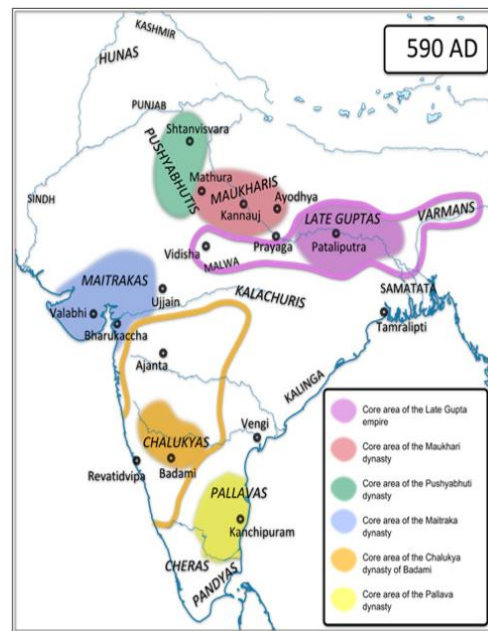 KASHMIR
590 AD
HUNAS
PUNJAB
Shtanvisvara
PUSHYABHUTIS
Mathura
MAUKHARIS
Ayodhya
SINDH
Kannauj
LATE GUPTAS
VARMANS
Pataliputra
Prayaga
Vidisha
MALWA
MAITRAKAS
SAMATATA
Ujjain
KALACHURIS
Valabhi
Bharukaccha
Tamralipti
Ajanta
KALINGA
Vengi
CHALUKYAS
Badami
Revatidvipa
PALLAVAS
Kanchipuram
CHERAS
PANDYAS
Core area of the Late Gupta
empire
Core area of the Maukhari
dynasty
Core area of the Pushyabhuti
dynasty
Core area of the Maitraka
dynasty
Core area of the Chalukya
dynasty of Badami
Core area of the Pallava
dynasty